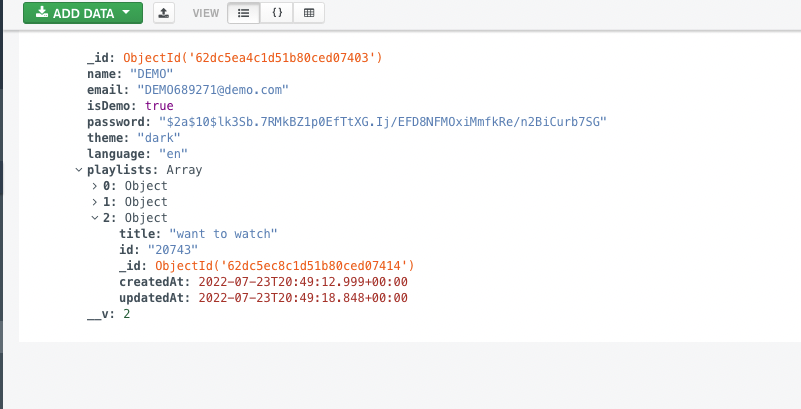 ADD DATA VIEW {}
_id: ObjectId('62dc5ea4c1d51b80ced07403')
name: "DEMO"
email: "DEMO689271@demo.com"
isDemo: true
password: "$2a$10$lk3Sb.7RMkBZ1p0EfTtXG.Ij/EFD8NFMOxiMmfkRe/n2BiCurb7SG"
theme: "dark"
language: "en"
playlists: Array
0: Object
1: Object
2: Object
title: "want to watch"
id: "20743"
_id: ObjectId('62dc5ec8c1d51b80ced07414')
createdAt: 2022-07-23T20:49:12.999+00:00
updatedAt: 2022-07-23T20:49:18.848+00:00
__v: 2